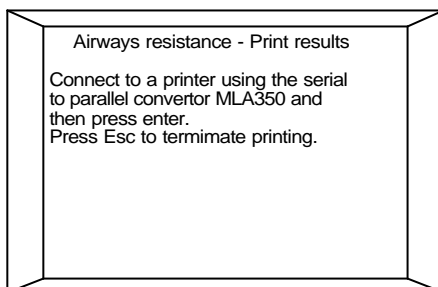 Airways resistance - Print results
Connect to a printer using the serial
to parallel convertor MLA350 and
then press enter.
Press Esc to termimate printing.